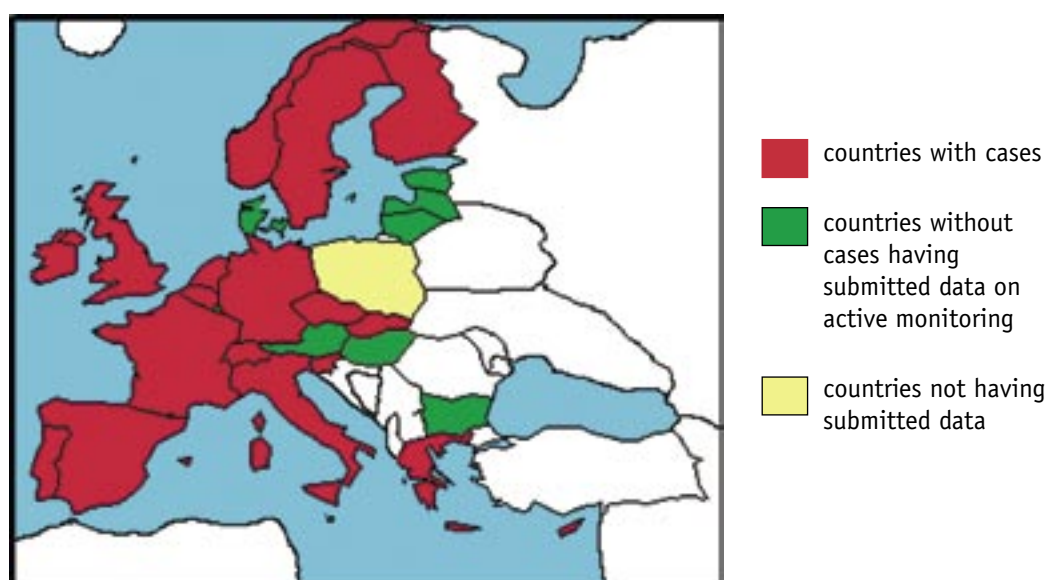 countries with cases
countries without
cases having
submitted data on
active monitoring
countries not having
submitted data